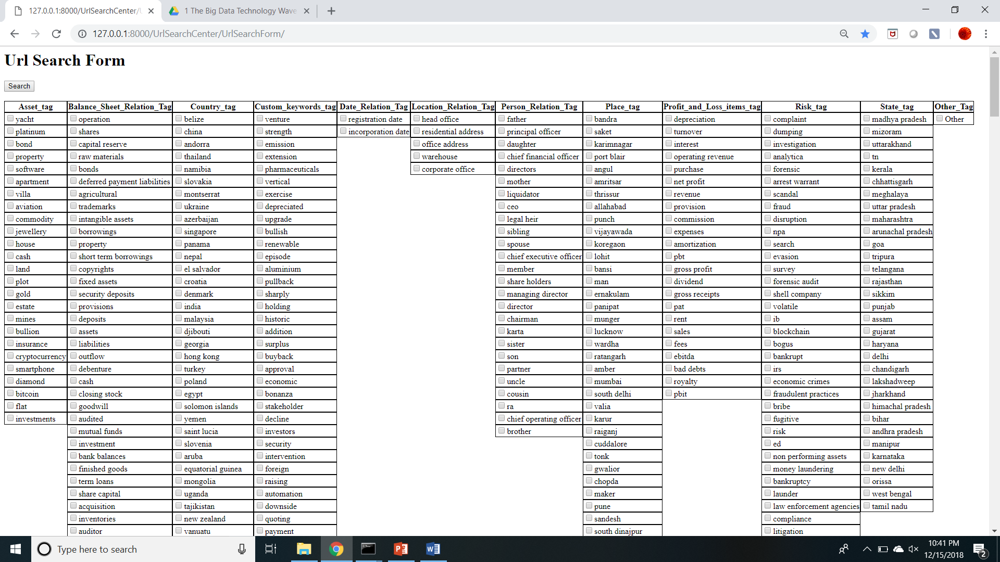 127.0.0.1:8000/UrlSearchCenter/U
1 The Big Data Technology Wave
127.0.0.1:8000/UrlSearchCenter/UrlSearchForm/
Url Search Form
Search
Asset_tag Balance_Sheet_Relation_Tag Country_tag Custom_keywords_tag Date_Relation_Tag Location_Relation_Tag Person_Relation_Tag Place_tag Profit_and_Loss_items_tag Risk_tag State_tag Other_Tag
yacht operation belize venture registration date head office father bandra depreciation complaint madhya pradesh Other
platinum shares china strength incorporation date residential address principal officer saket turnover dumping mizoram
bond capital reserve andorra emission office address daughter karimnagar interest investigation uttarakhand
property raw materials thailand extension warehouse chief financial officer port blair operating revenue analytica tn
software bonds namibia pharmaceuticals corporate office directors angul purchase forensic kerala
apartment deferred payment liabilities slovakia vertical mother amritsar net profit arrest warrant chhattisgarh
villa agricultural montserrat exercise liquidator thrissur revenue scandal meghalaya
aviation trademarks ukraine depreciated ceo allahabad provision fraud uttar pradesh
commodity intangible assets azerbaijan upgrade legal heir punch commission disruption maharashtra
jewellery borrowings singapore bullish sibling vijayawada expenses npa arunachal pradesh
house property panama renewable spouse koregaon amortization search goa
cash short term borrowings nepal episode chief executive officer lohit pbt evasion tripura
land copyrights el salvador aluminium member bansi gross profit survey telangana
plot fixed assets croatia pullback share holders man dividend forensic audit rajasthan
gold security deposits denmark sharply managing director ernakulam gross receipts shell company sikkim
estate provisions india holding director panipat pat volatile punjab
mines deposits malaysia historic chairman munger rent ib assam
bullion assets djibouti addition karta lucknow sales blockchain gujarat
insurance liabilities georgia surplus sister wardha fees bogus haryana
cryptocurrency outflow hong kong buyback son ratangarh ebitda bankrupt delhi
smartphone debenture turkey approval partner amber bad debts irs chandigarh
diamond cash poland economic uncle mumbai royalty economic crimes lakshadweep
bitcoin closing stock egypt bonanza cousin south delhi pbit fraudulent practices jharkhand
flat goodwill solomon islands stakeholder ra valia bribe himachal pradesh
investments audited yemen decline chief operating officer karur fugitive bihar
mutual funds saint lucia investors brother raiganj risk andhra pradesh
investment slovenia security cuddalore ed manipur
bank balances aruba intervention tonk non performing assets karnataka
finished goods equatorial guinea foreign gwalior money laundering new delhi
term loans mongolia raising chopda bankruptcy orissa
share capital uganda automation maker launder west bengal
acquisition tajikistan downside pune law enforcement agencies tamil nadu
inventories new zealand quoting sandesh compliance
auditor vanuatu payment south dinajpur litigation
Type here to search
10:41 PM
12/15/2018
2